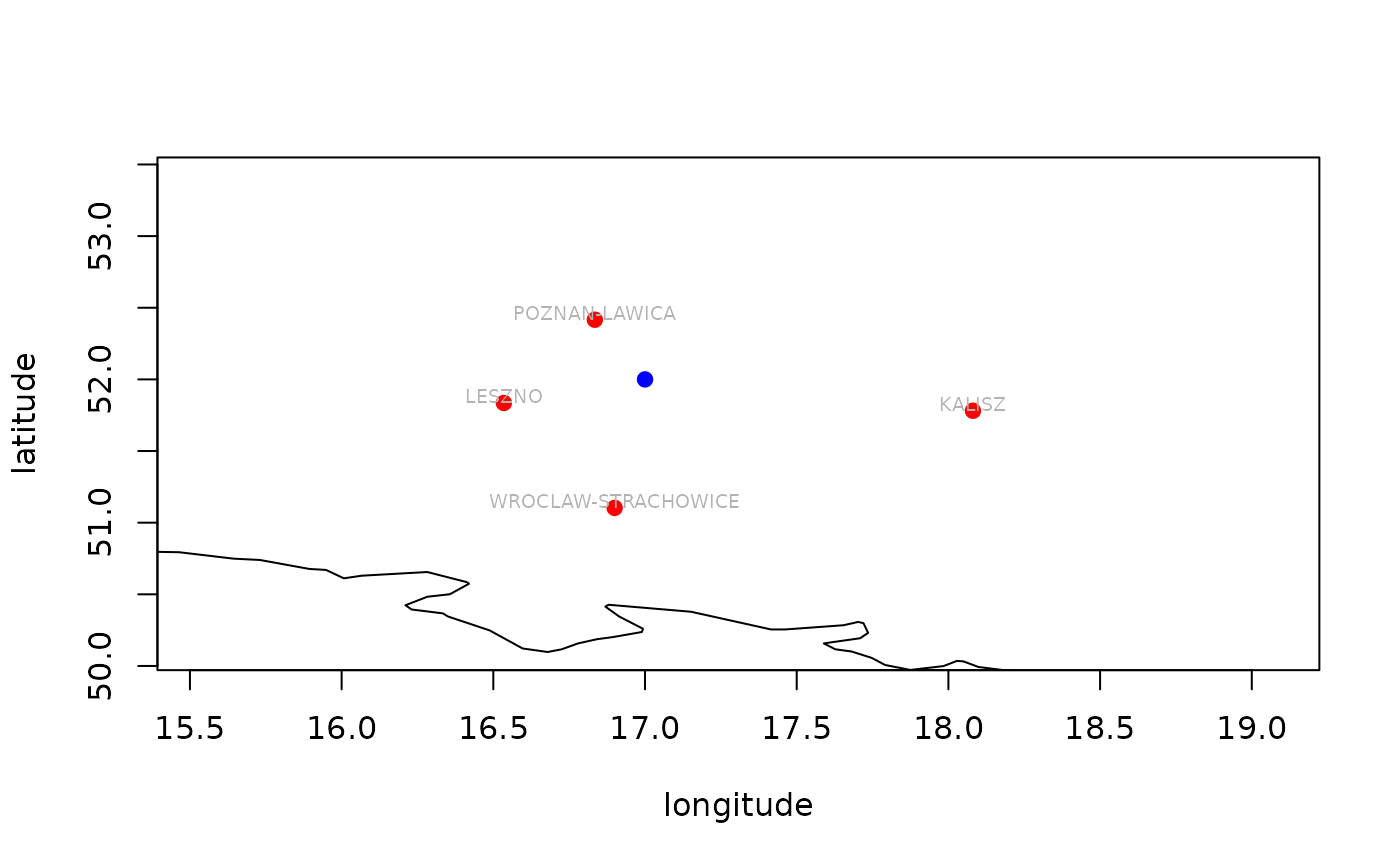 53.0
52.0
51.0
50.0
latitude
POZNAN-LAWICA
LESZNO
KALISZ
WROCLAW-STRACHOWICE
15.5 16.0 16.5 17.0 17.5 18.0 18.5 19.0
longitude